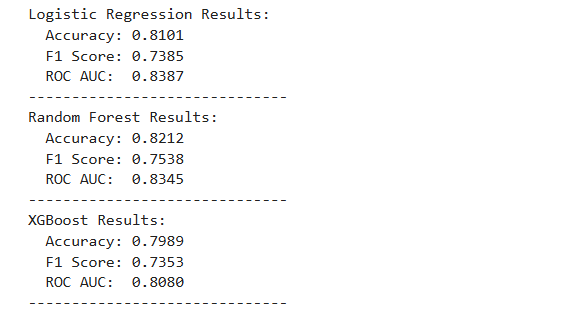 Logistic Regression Results:
  Accuracy: 0.8101
  F1 Score: 0.7385
  ROC AUC:  0.8387
------------------------------
Random Forest Results:
  Accuracy: 0.8212
  F1 Score: 0.7538
  ROC AUC:  0.8345
------------------------------
XGBoost Results:
  Accuracy: 0.7989
  F1 Score: 0.7353
  ROC AUC:  0.8080
------------------------------